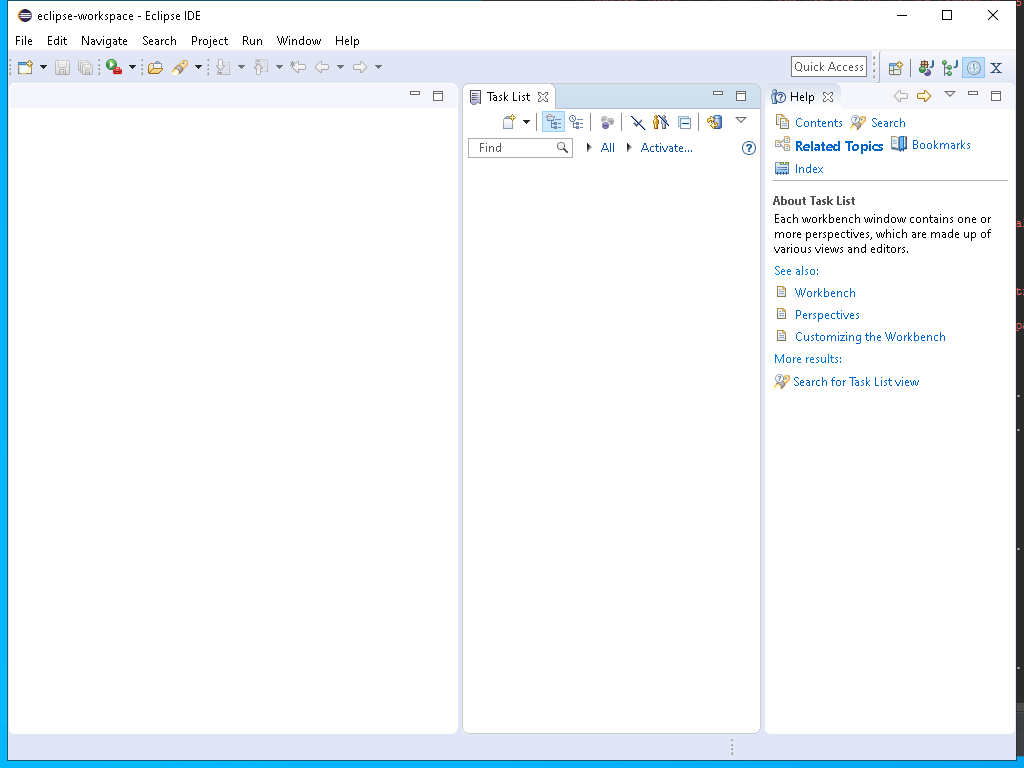 eclipse-workspace - Eclipse IDE
File Edit Navigate Search Project Run Window Help
Quick Access
Task List
Find
All
Activate...
Help
Contents Search
Related Topics Bookmarks
Index
About Task List
Each workbench window contains one or
more perspectives, which are made up of
various views and editors.
See also:
Workbench
Perspectives
Customizing the Workbench
More results:
Search for Task List view